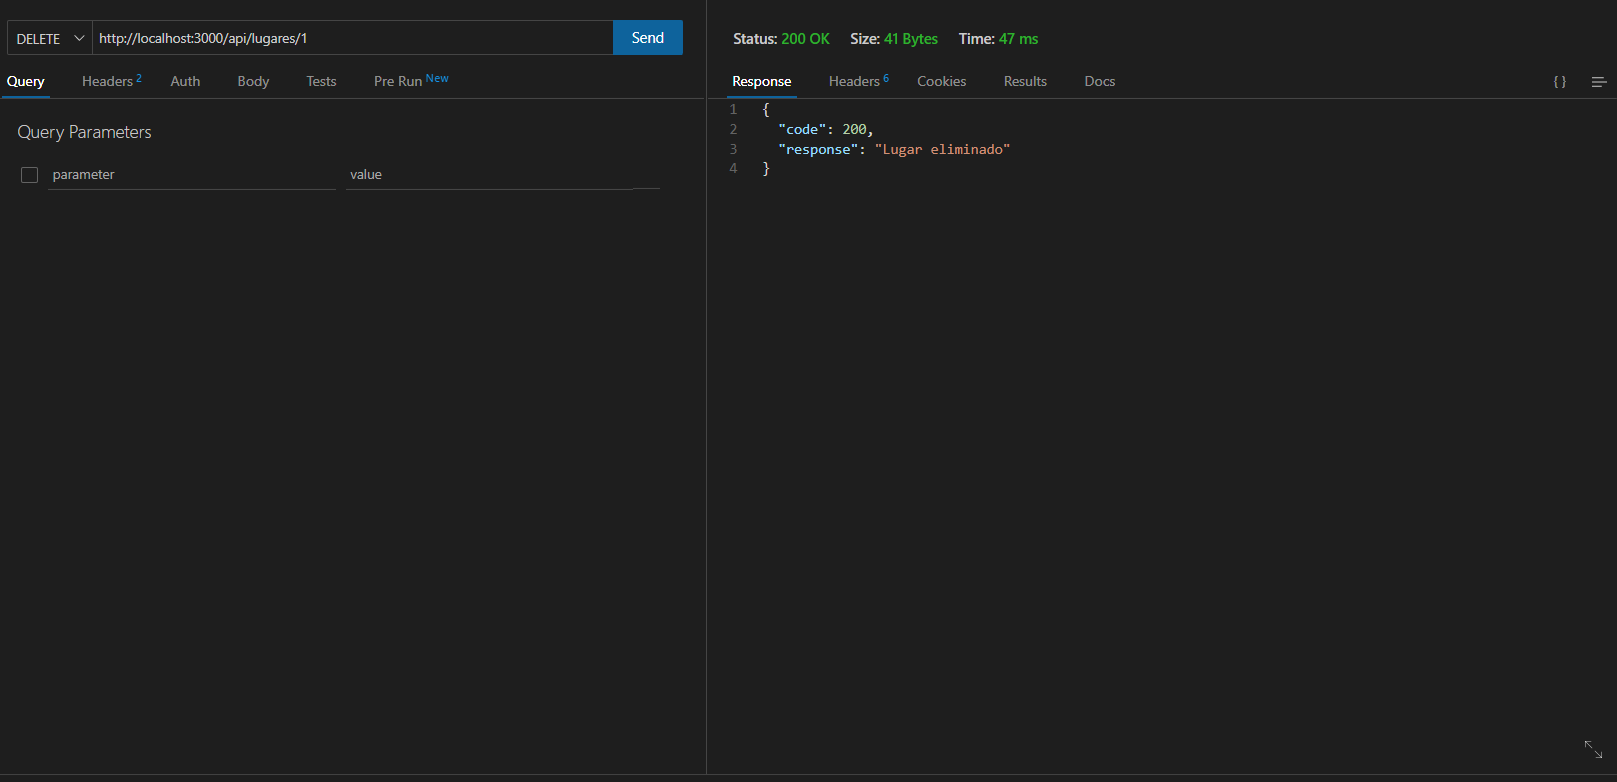 DELETE http://localhost:3000/api/lugares/1 Send
Query Headers 2 Auth Body Tests Pre Run New
Query Parameters
parameter value
Status: 200 OK Size: 41 Bytes Time: 47 ms
Response Headers 6 Cookies Results Docs { }
1 {
2 "code": 200,
3 "response": "Lugar eliminado"
4 }